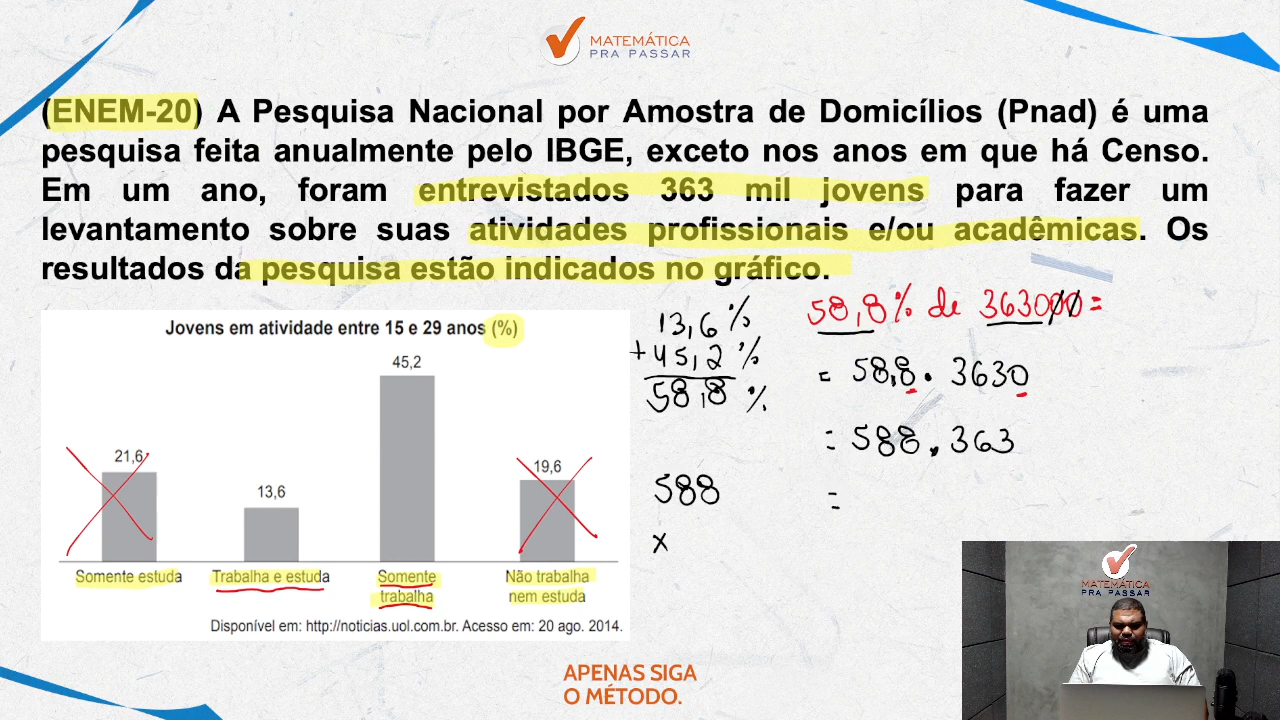 MATEMÁTICA
PRA PASSAR
(ENEM-20) A Pesquisa Nacional por Amostra de Domicílios (Pnad) é uma
pesquisa feita anualmente pelo IBGE, exceto nos anos em que há Censo.
Em um ano, foram entrevistados 363 mil jovens para fazer um
levantamento sobre suas atividades profissionais e/ou acadêmicas. Os
resultados da pesquisa estão indicados no gráfico.
Jovens em atividade entre 15 e 29 anos (%)
45,2
21,6
19,6
13,6
Somente estuda
Trabalha e estuda
Somente
trabalha
Não trabalha
nem estuda
Disponível em: http://noticias.uol.com.br. Acesso em: 20 ago. 2014.
13,6 %
+45,2 %
58,8 %
588
x
58,8% de 363000 =
= 58,8 . 3630
= 588 . 363
=
MATEMÁTICA
PRA PASSAR
APENAS SIGA
O MÉTODO.